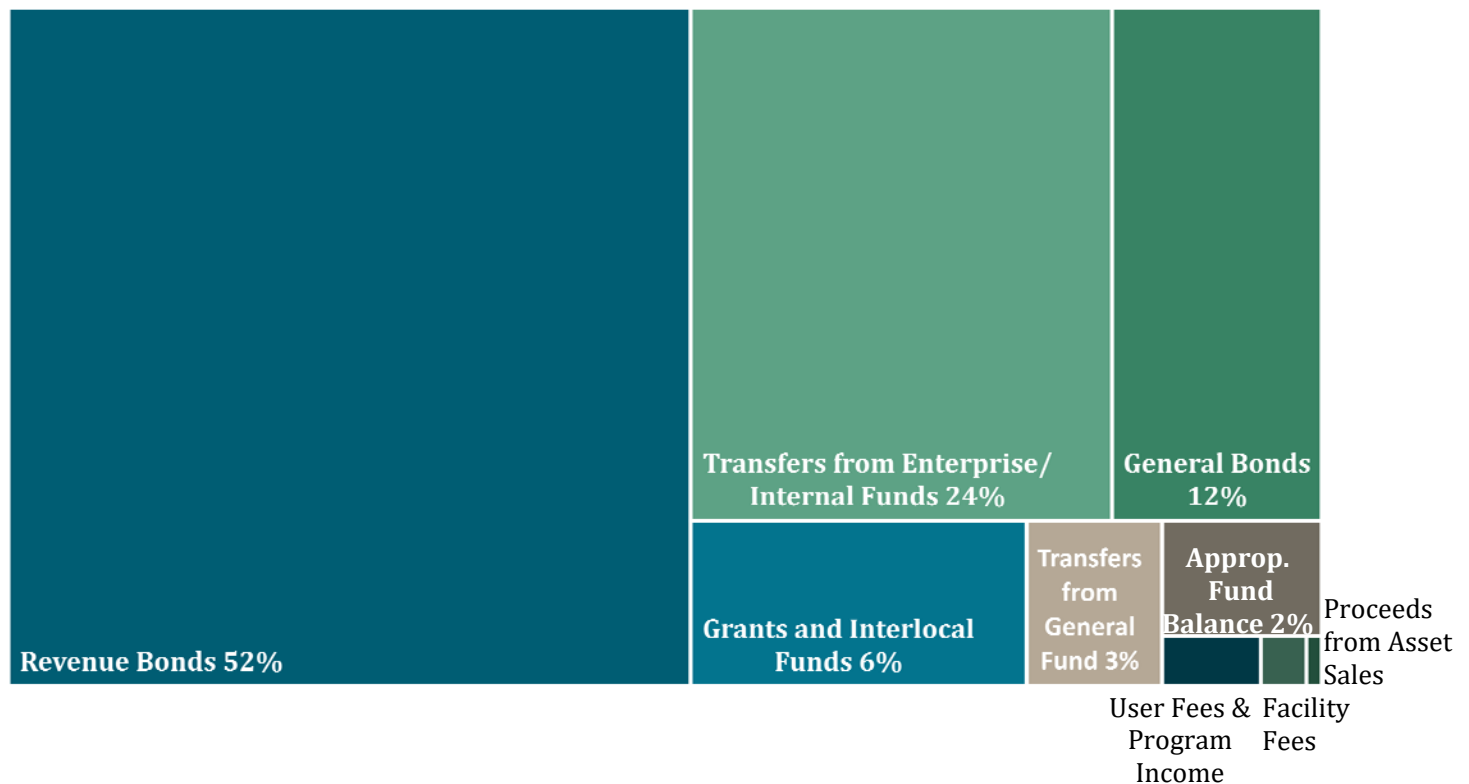 Revenue Bonds 52%
Transfers from Enterprise/
Internal Funds 24%
General Bonds
12%
Grants and Interlocal
Funds 6%
Transfers
from
General
Fund 3%
Approp.
Fund
Balance 2%
Proceeds
from Asset
Sales
User Fees &
Program
Income
Facility
Fees